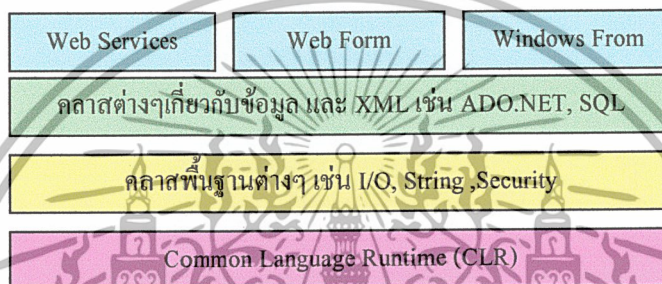 Web Services
Web Form
Windows From
คลาสต่างๆเกี่ยวกับข้อมูล และ XML เช่น ADO.NET, SQL
คลาสพื้นฐานต่างๆ เช่น I/O, String ,Security
Common Language Runtime (CLR)